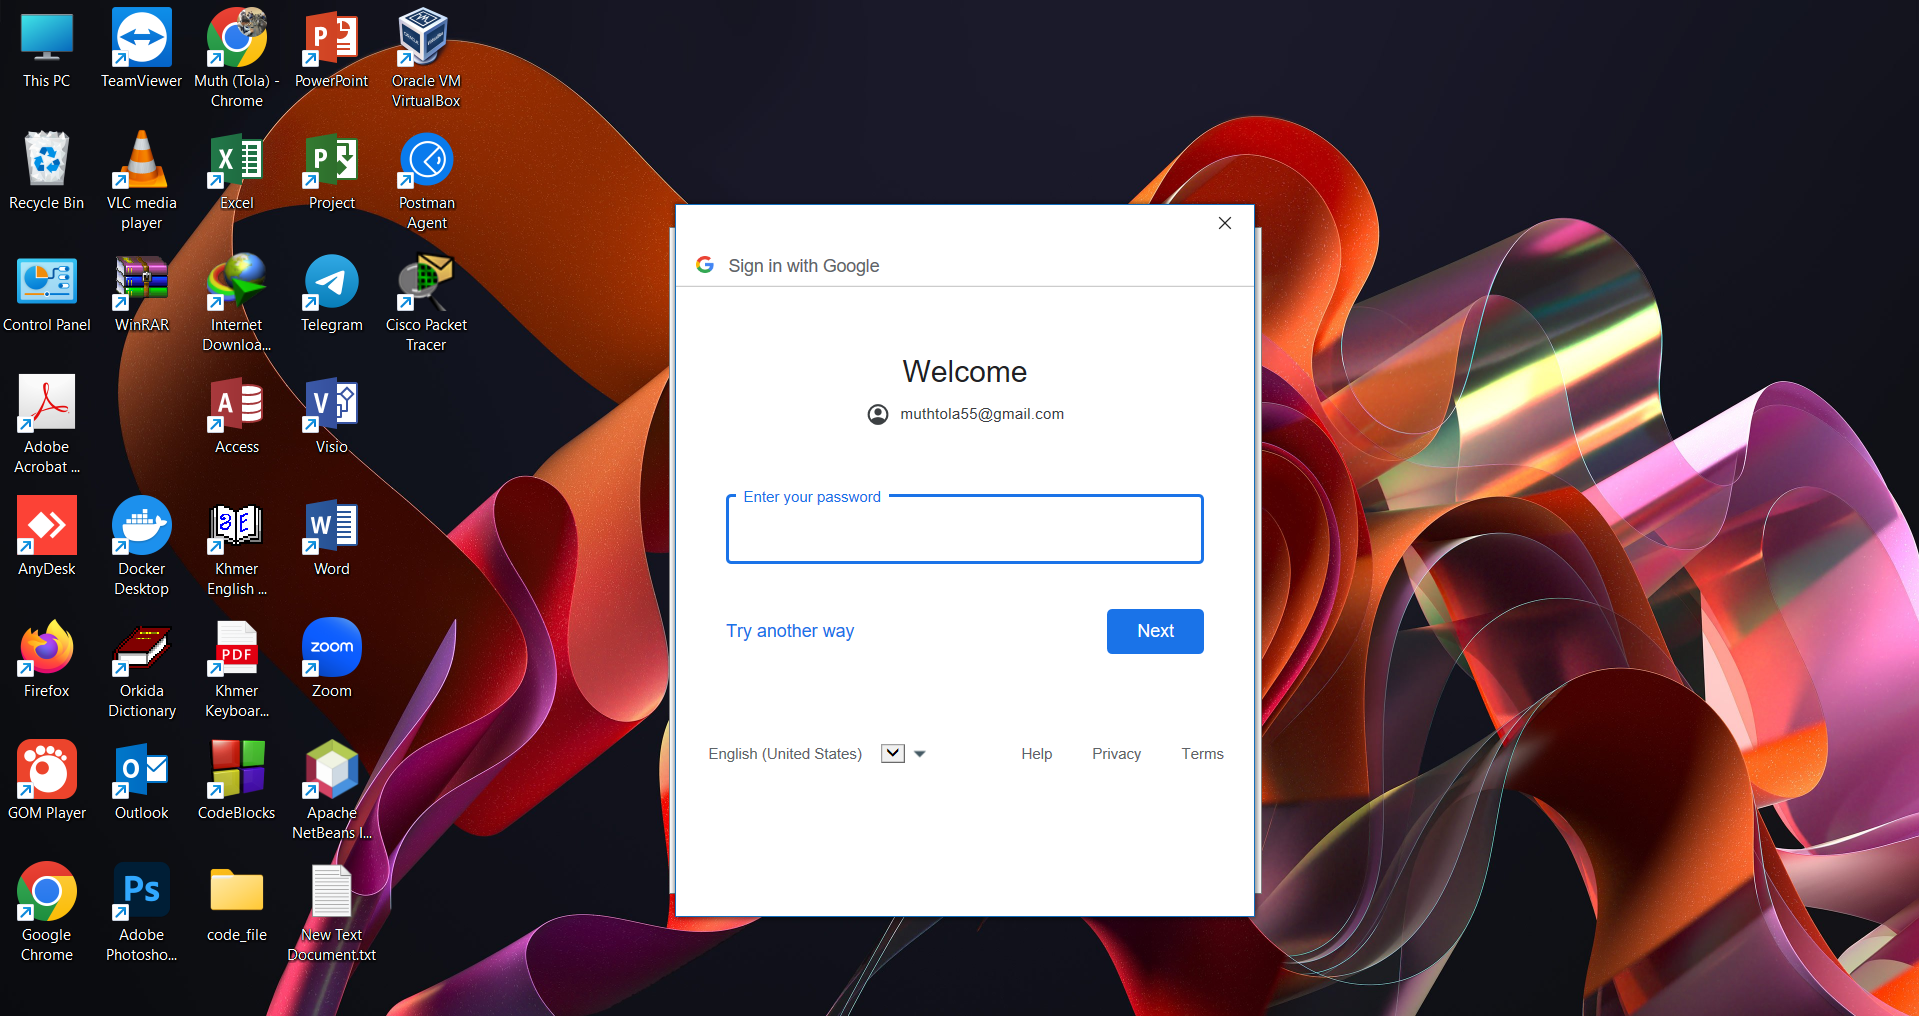 This PC
TeamViewer
Muth (Tola) -
Chrome
PowerPoint
Oracle VM
VirtualBox
Recycle Bin
VLC media
player
Excel
Project
Postman
Agent
Control Panel
WinRAR
Internet
Downloa...
Telegram
Cisco Packet
Tracer
Adobe
Acrobat ...
Access
Visio
AnyDesk
Docker
Desktop
Khmer
English ...
Word
Firefox
Orkida
Dictionary
PDF
Khmer
Keyboar...
zoom
Zoom
GOM Player
Outlook
CodeBlocks
Apache
NetBeans I...
Google
Chrome
Ps
Adobe
Photosho...
code_file
New Text
Document.txt
Sign in with Google
Welcome
muthtola55@gmail.com
Enter your password
Try another way
Next
English (United States)
Help
Privacy
Terms